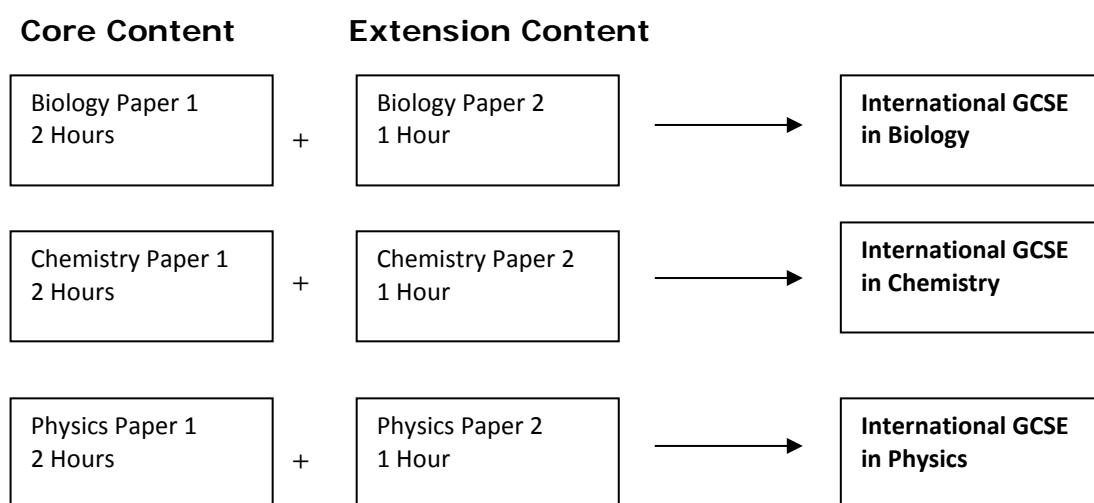 Core Content
Extension Content
Biology Paper 1
2 Hours
+
Biology Paper 2
1 Hour
International GCSE
in Biology
Chemistry Paper 1
2 Hours
+
Chemistry Paper 2
1 Hour
International GCSE
in Chemistry
Physics Paper 1
2 Hours
+
Physics Paper 2
1 Hour
International GCSE
in Physics